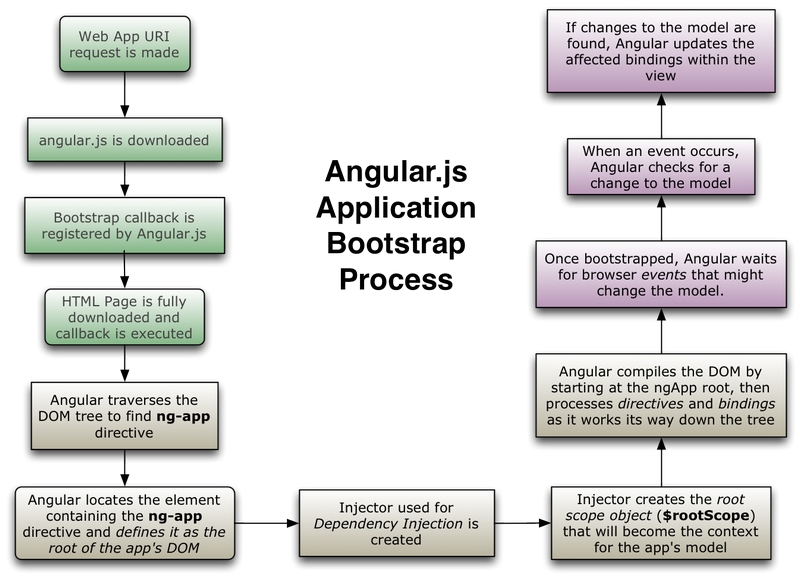 Web App URI
request is made
angular.js is downloaded
Bootstrap callback is
registered by Angular.js
HTML Page is fully
downloaded and
callback is executed
Angular traverses the
DOM tree to find ng-app
directive
Angular locates the element
containing the ng-app
directive and defines it as the
root of the app's DOM
Angular.js
Application
Bootstrap
Process
Injector used for
Dependency Injection is
created
Injector creates the root
scope object ($rootScope)
that will become the context
for the app's model
Angular compiles the DOM by
starting at the ngApp root, then
processes directives and bindings
as it works its way down the tree
Once bootstrapped, Angular waits
for browser events that might
change the model.
When an event occurs,
Angular checks for a
change to the model
If changes to the model are
found, Angular updates the
affected bindings within the
view